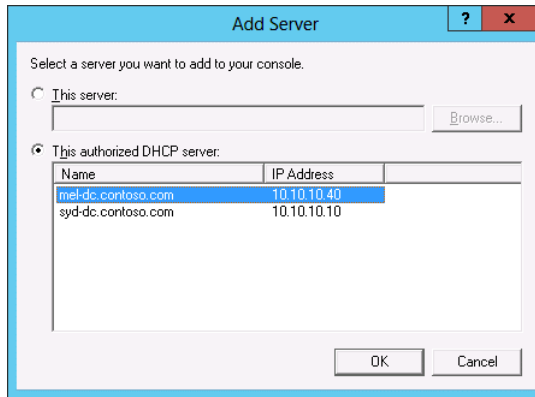 Add Server
? x
Select a server you want to add to your console.
This server:
Browse...
This authorized DHCP server:
Name IP Address
mel-dc.contoso.com 10.10.10.40
syd-dc.contoso.com 10.10.10.10
OK Cancel